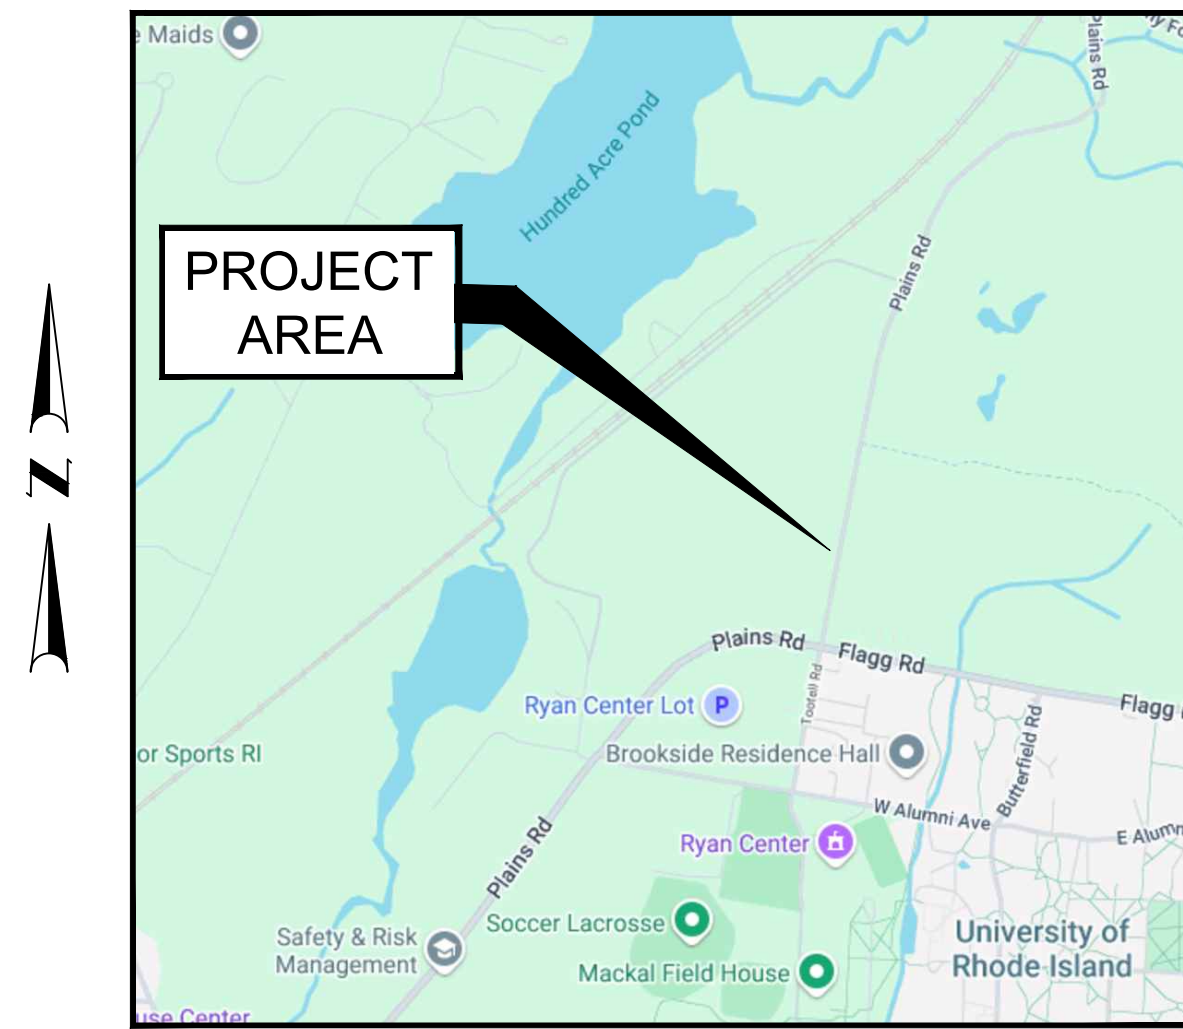 e Maids
Plains Rd
Hundred Acre Pond
PROJECT
AREA
Plains Rd
N
Plains Rd
Flagg Rd
Tootell Rd
Ryan Center Lot
P
Flagg
Butterfield Rd
or Sports RI
Brookside Residence Hall
W Alumni Ave
E Alumn
Ryan Center
Plains Rd
Soccer Lacrosse
Safety & Risk
Management
University of
Rhode Island
Mackal Field House
use Center